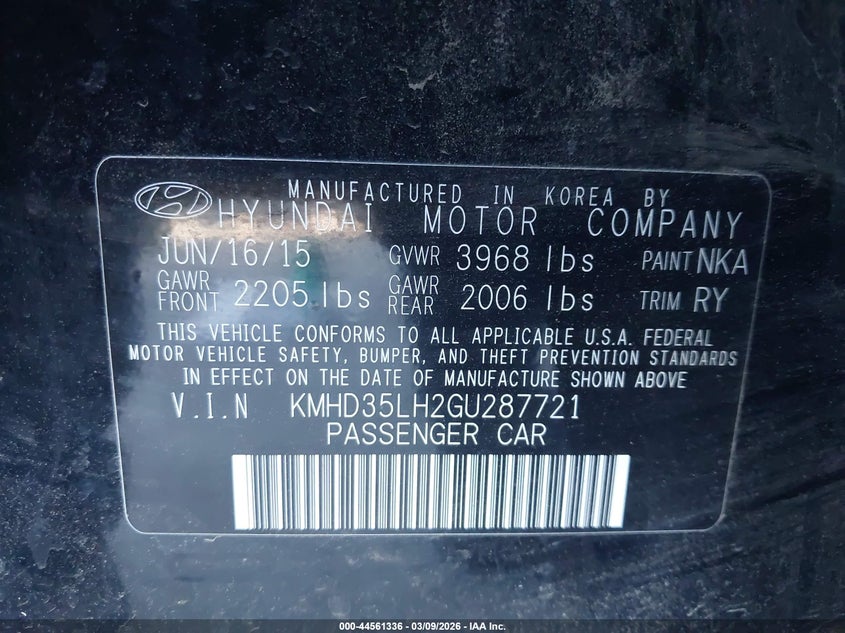 MANUFACTURED IN KOREA BY
HYUNDAI MOTOR COMPANY
JUN/16/15 GVWR 3968 lbs PAINT NKA
GAWR FRONT 2205 lbs GAWR REAR 2006 lbs TRIM RY
THIS VEHICLE CONFORMS TO ALL APPLICABLE U.S.A. FEDERAL
MOTOR VEHICLE SAFETY, BUMPER, AND THEFT PREVENTION STANDARDS
IN EFFECT ON THE DATE OF MANUFACTURE SHOWN ABOVE
V.I.N KMHD35LH2GU287721
PASSENGER CAR
000-44561336 - 03/09/2026 - IAA Inc.